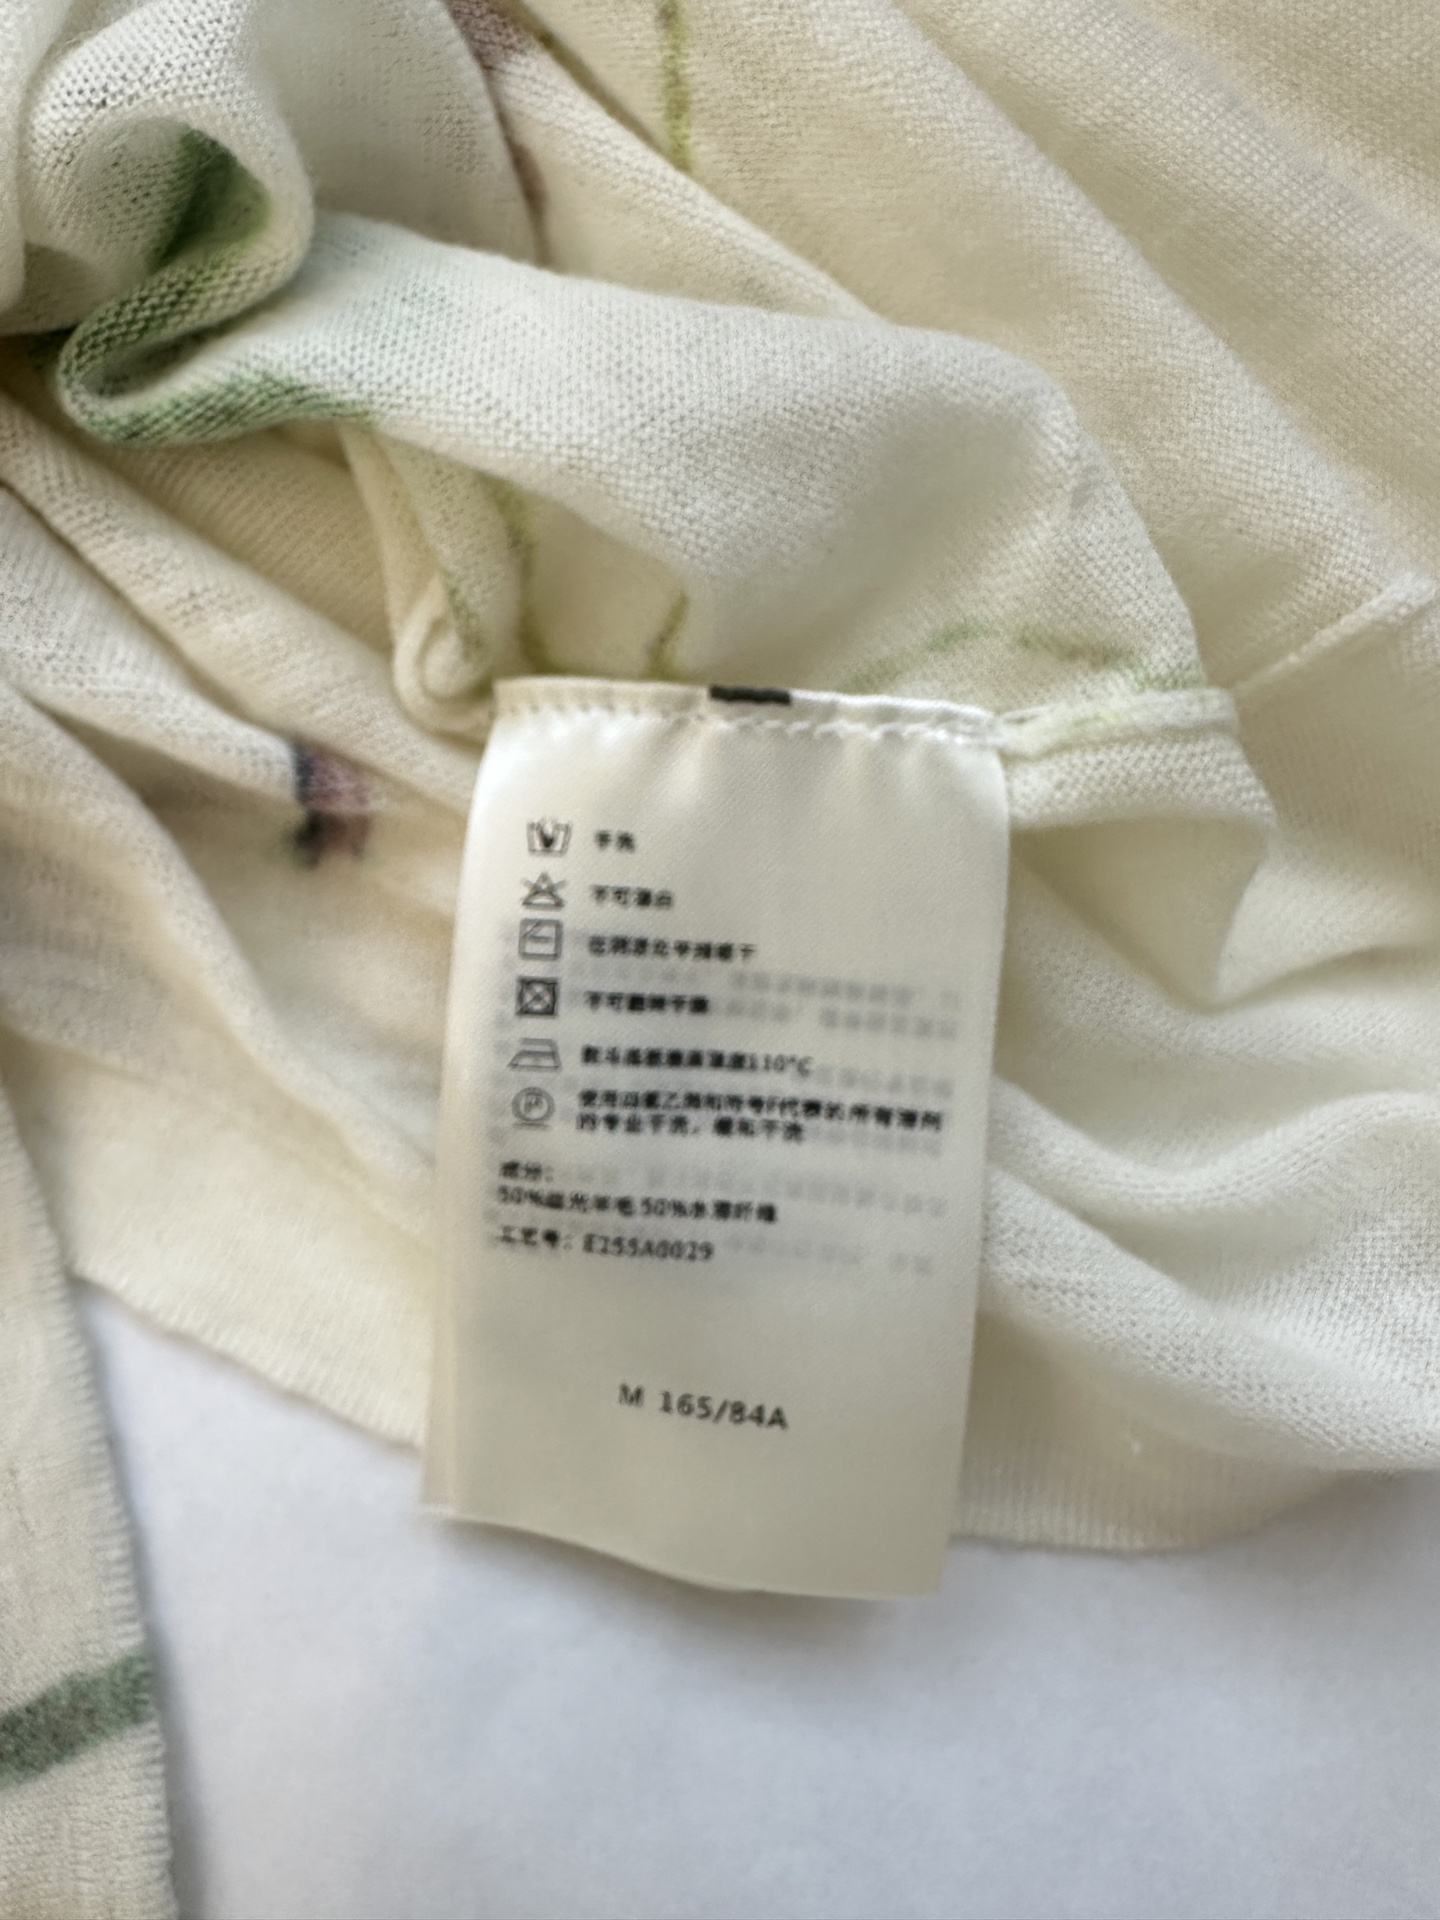 手洗
不可漂白
在阴凉处平摊晾干
不可翻转干燥
熨斗底板最高温度110°C
使用四氯乙烯和符号F代表的所有溶剂
的专业干洗，缓和干洗
成分：
50%丝光羊毛 50%水溶纤维
工艺号：E255A0029
M 165/84A